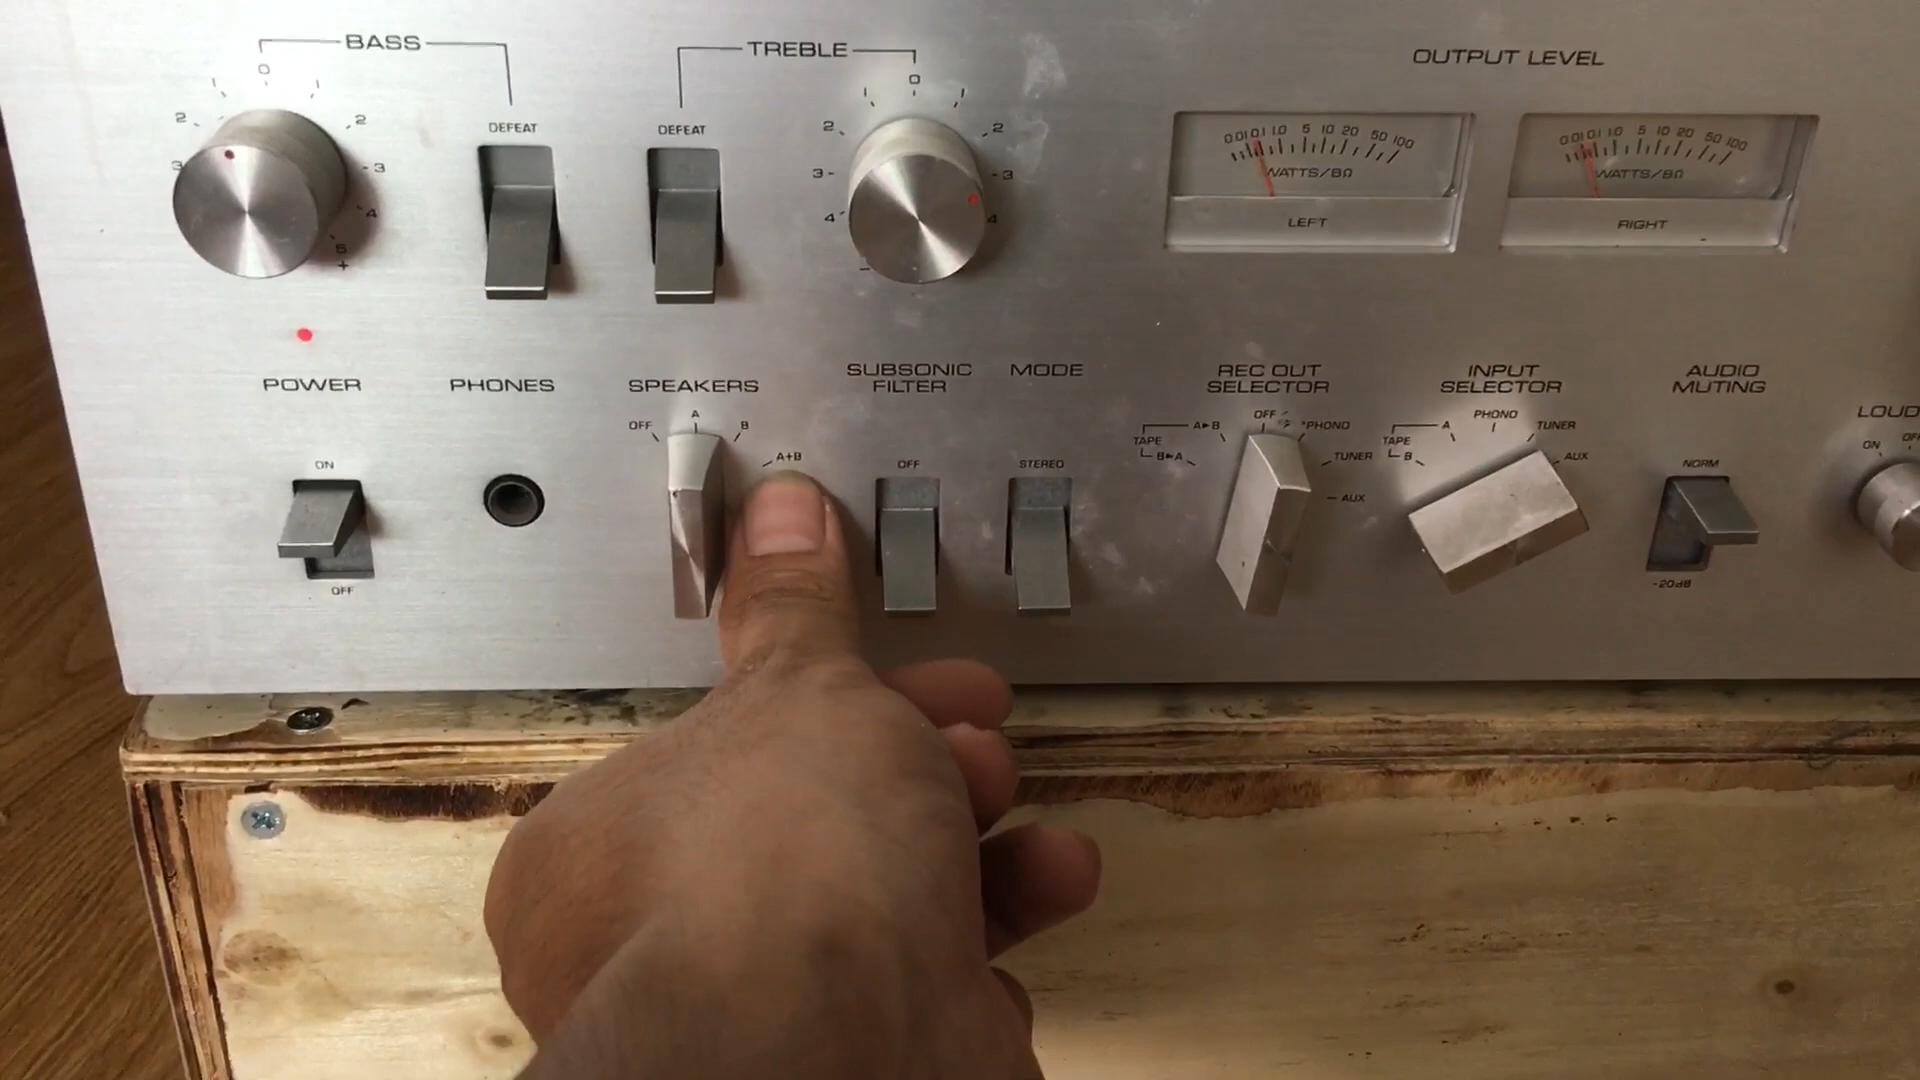 BASS
TREBLE
OUTPUT LEVEL
0
2 2
3 3
4
5
+
DEFEAT
DEFEAT
0
2 2
3 3
4 4
-
0.01 0.1 1.0 5 10 20 50 100
WATTS/8Ω
LEFT
0.01 0.1 1.0 5 10 20 50 100
WATTS/8Ω
RIGHT
POWER
ON
OFF
PHONES
SPEAKERS
OFF
A
B
A+B
SUBSONIC
FILTER
OFF
MODE
STEREO
REC OUT
SELECTOR
TAPE
A▸B
B▸A
OFF
PHONO
TUNER
AUX
INPUT
SELECTOR
TAPE
A
B
PHONO
TUNER
AUX
AUDIO
MUTING
NORM
-20dB
ON